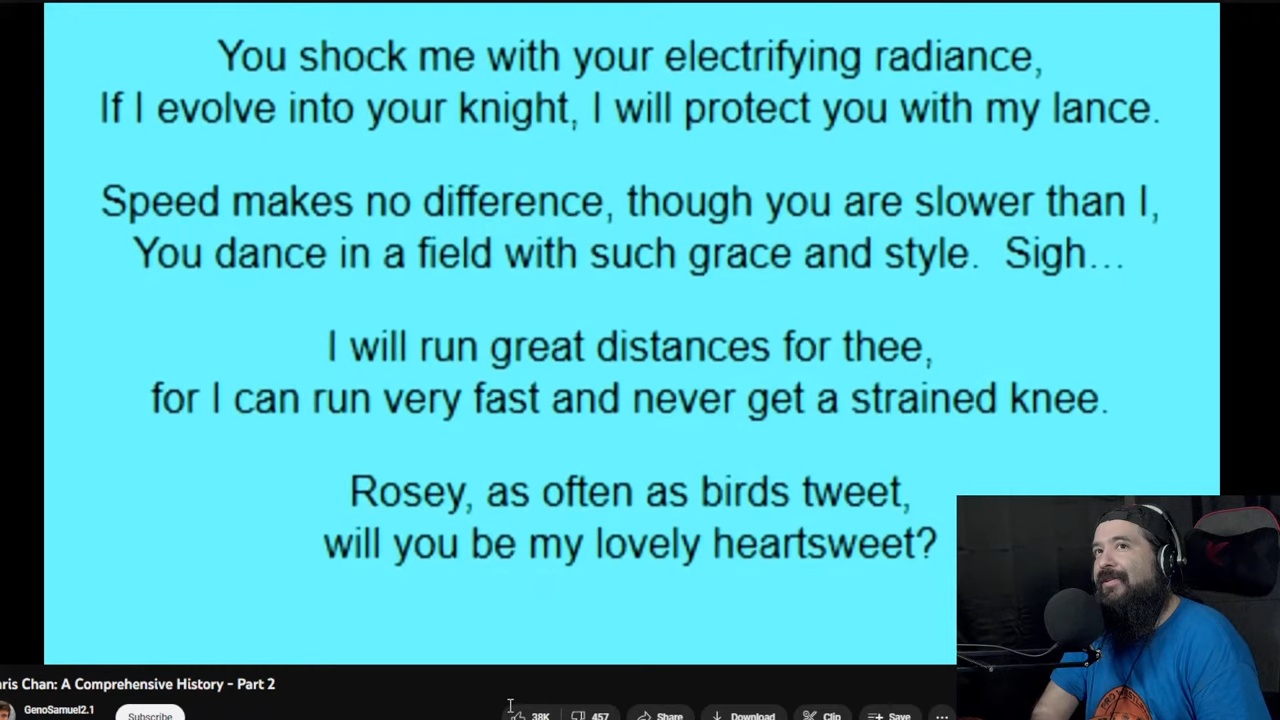 You shock me with your electrifying radiance,
If I evolve into your knight, I will protect you with my lance.
Speed makes no difference, though you are slower than I,
You dance in a field with such grace and style.  Sigh...
I will run great distances for thee,
for I can run very fast and never get a strained knee.
Rosey, as often as birds tweet,
will you be my lovely heartsweet?
ris Chan: A Comprehensive History - Part 2
GenoSamuel2.1
Subscribe
38K
457
Share
Download
Clip
Save